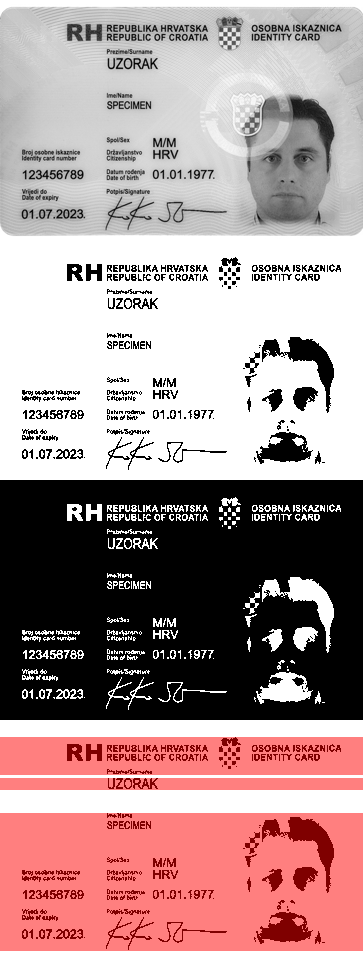 RH REPUBLIKA HRVATSKA OSOBNA ISKAZNICA
REPUBLIC OF CROATIA IDENTITY CARD
Prezime/Surname
UZORAK
Ime/Name
SPECIMEN
Spol/Sex M/M
Broj osobne iskaznice Državljanstvo HRV
Identity card number Citizenship
123456789 Datum rođenja 01.01.1977.
Date of birth
Vrijedi do Potpis/Signature
Date of expiry
01.07.2023.
RH REPUBLIKA HRVATSKA OSOBNA ISKAZNICA
REPUBLIC OF CROATIA IDENTITY CARD
Prezime/Surname
UZORAK
Ime/Name
SPECIMEN
Spol/Sex M/M
Broj osobne iskaznice Državljanstvo HRV
Identity card number Citizenship
123456789 Datum rođenja 01.01.1977.
Date of birth
Vrijedi do Potpis/Signature
Date of expiry
01.07.2023.
RH REPUBLIKA HRVATSKA OSOBNA ISKAZNICA
REPUBLIC OF CROATIA IDENTITY CARD
Prezime/Surname
UZORAK
Ime/Name
SPECIMEN
Spol/Sex M/M
Broj osobne iskaznice Državljanstvo HRV
Identity card number Citizenship
123456789 Datum rođenja 01.01.1977.
Date of birth
Vrijedi do Potpis/Signature
Date of expiry
01.07.2023.
RH REPUBLIKA HRVATSKA OSOBNA ISKAZNICA
REPUBLIC OF CROATIA IDENTITY CARD
Prezime/Surname
UZORAK
Ime/Name
SPECIMEN
Spol/Sex M/M
Broj osobne iskaznice Državljanstvo HRV
Identity card number Citizenship
123456789 Datum rođenja 01.01.1977.
Date of birth
Vrijedi do Potpis/Signature
Date of expiry
01.07.2023.